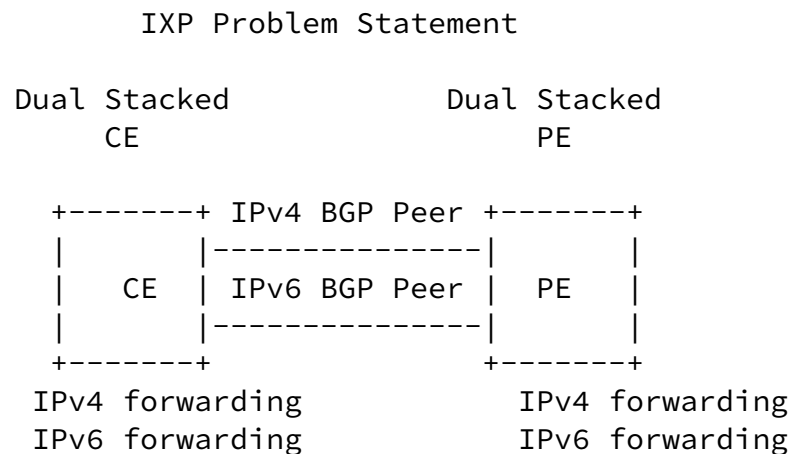 IXP Problem Statement
Dual Stacked Dual Stacked
CE PE
+-------+ IPv4 BGP Peer +-------+
| |---------------| |
| CE | IPv6 BGP Peer | PE |
| |---------------| |
+-------+ +-------+
IPv4 forwarding IPv4 forwarding
IPv6 forwarding IPv6 forwarding